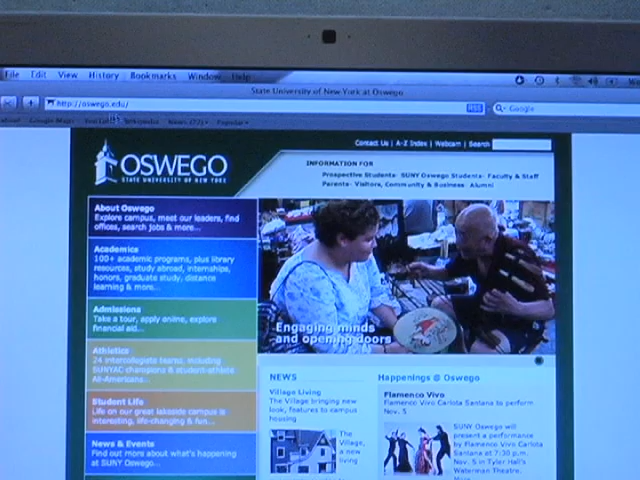 File Edit View History Bookmarks Window Help
State University of New York at Oswego
http://oswego.edu/
RSS
Google
Google Maps YouTube Wikipedia News (22) Popular
Contact Us | A-Z Index | Webcam | Search
OSWEGO
STATE UNIVERSITY OF NEW YORK
INFORMATION FOR
Prospective Students· SUNY Oswego Students· Faculty & Staff
Parents· Visitors, Community & Business· Alumni
About Oswego
Explore campus, meet our leaders, find
offices, search jobs & more...
Academics
100+ academic programs, plus library
resources, study abroad, internships,
honors, graduate study, distance
learning & more...
Admissions
Take a tour, apply online, explore
financial aid...
Athletics
24 intercollegiate teams, including
SUNYAC champions & student-athlete
All-Americans...
Student Life
Life on our great lakeside campus is
interesting, life-changing & fun...
News & Events
Find out more about what's happening
at SUNY Oswego...
Engaging minds
and opening doors
NEWS
Village Living
The Village bringing new
look, features to campus
housing
The
Village,
a new
living
Happenings @ Oswego
Flamenco Vivo
Flamenco Vivo Carlota Santana to perform
Nov. 5
SUNY Oswego will
present a performance
by Flamenco Vivo
Carlota Santana at
7:30 p.m.
Nov. 5 in Tyler Hall's
Waterman Theatre.